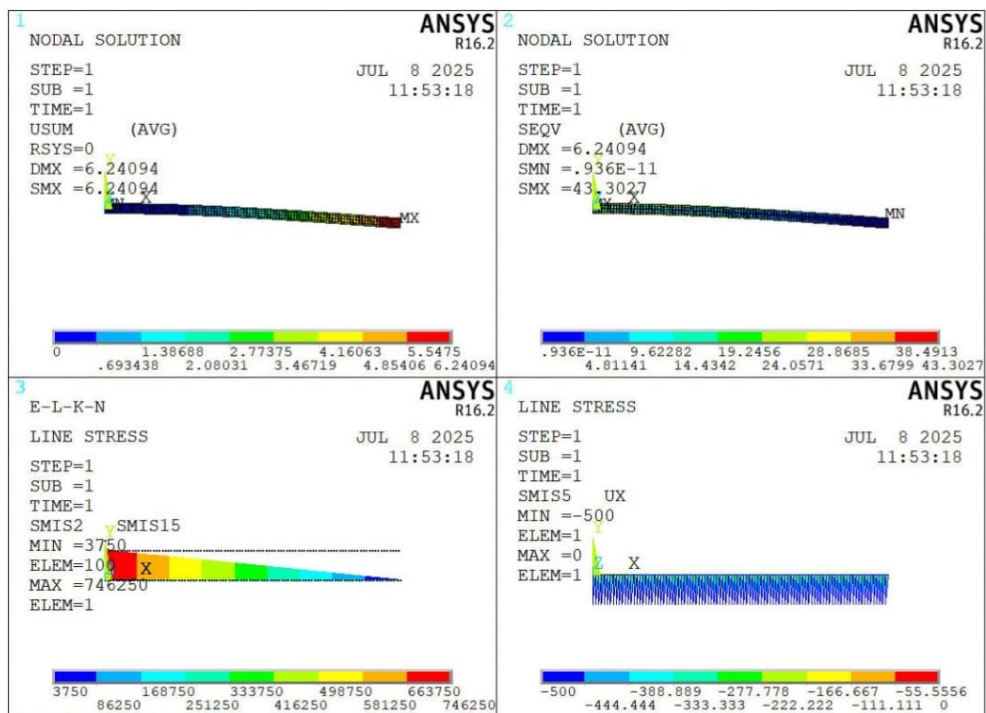 1
ANSYS
R16.2
NODAL SOLUTION
STEP=1
SUB =1
TIME=1
USUM (AVG)
RSYS=0
DMX =6.24094
SMX =6.24094
JUL 8 2025
11:53:18
Y
X
MN
MX
0 1.38688 2.77375 4.16063 5.5475
.693438 2.08031 3.46719 4.85406 6.24094
2
ANSYS
R16.2
NODAL SOLUTION
STEP=1
SUB =1
TIME=1
SEQV (AVG)
DMX =6.24094
SMN =.936E-11
SMX =43.3027
JUL 8 2025
11:53:18
Y
Z
X
MX
MN
.936E-11 9.62282 19.2456 28.8685 38.4913
4.81141 14.4342 24.0571 33.6799 43.3027
3
ANSYS
R16.2
E-L-K-N
LINE STRESS
STEP=1
SUB =1
TIME=1
SMIS2 SMIS15
MIN =3750
ELEM=100
MAX =746250
ELEM=1
JUL 8 2025
11:53:18
Y
X
3750 168750 333750 498750 663750
86250 251250 416250 581250 746250
4
ANSYS
R16.2
LINE STRESS
STEP=1
SUB =1
TIME=1
SMIS5 UX
MIN =-500
ELEM=1
MAX =0
ELEM=1
JUL 8 2025
11:53:18
Y
Z
X
-500 -388.889 -277.778 -166.667 -55.5556
-444.444 -333.333 -222.222 -111.111 0